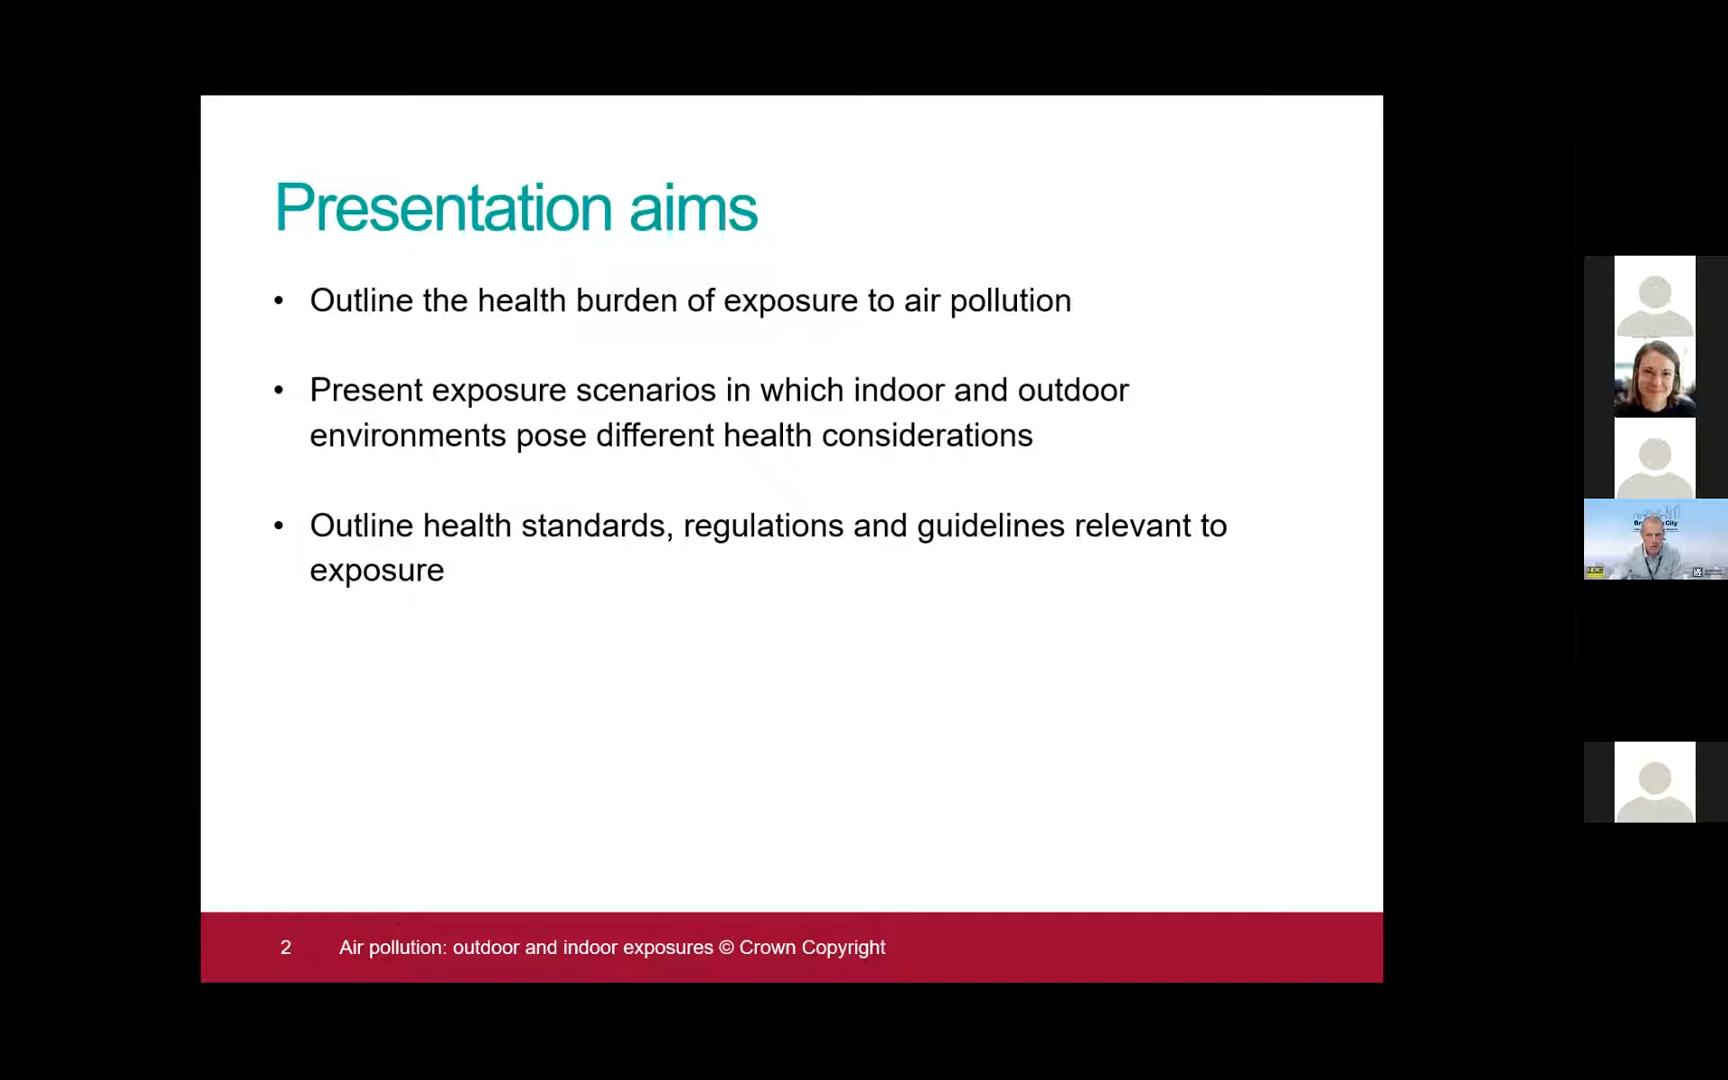 Presentation aims
• Outline the health burden of exposure to air pollution
• Present exposure scenarios in which indoor and outdoor
environments pose different health considerations
• Outline health standards, regulations and guidelines relevant to
exposure
2 Air pollution: outdoor and indoor exposures © Crown Copyright